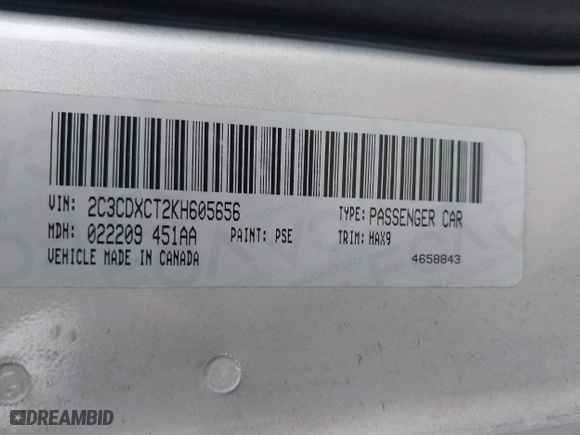 VIN: 2C3CDXCT2KH605656 TYPE: PASSENGER CAR
MDH: 022209 451AA PAINT: PSE TRIM: HAX9
VEHICLE MADE IN CANADA 4658843
DREAMBID